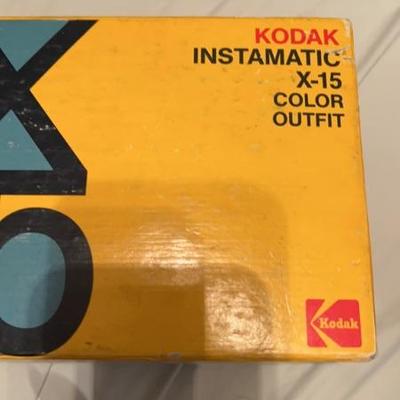 KODAK
INSTAMATIC
X-15
COLOR
OUTFIT
Kodak